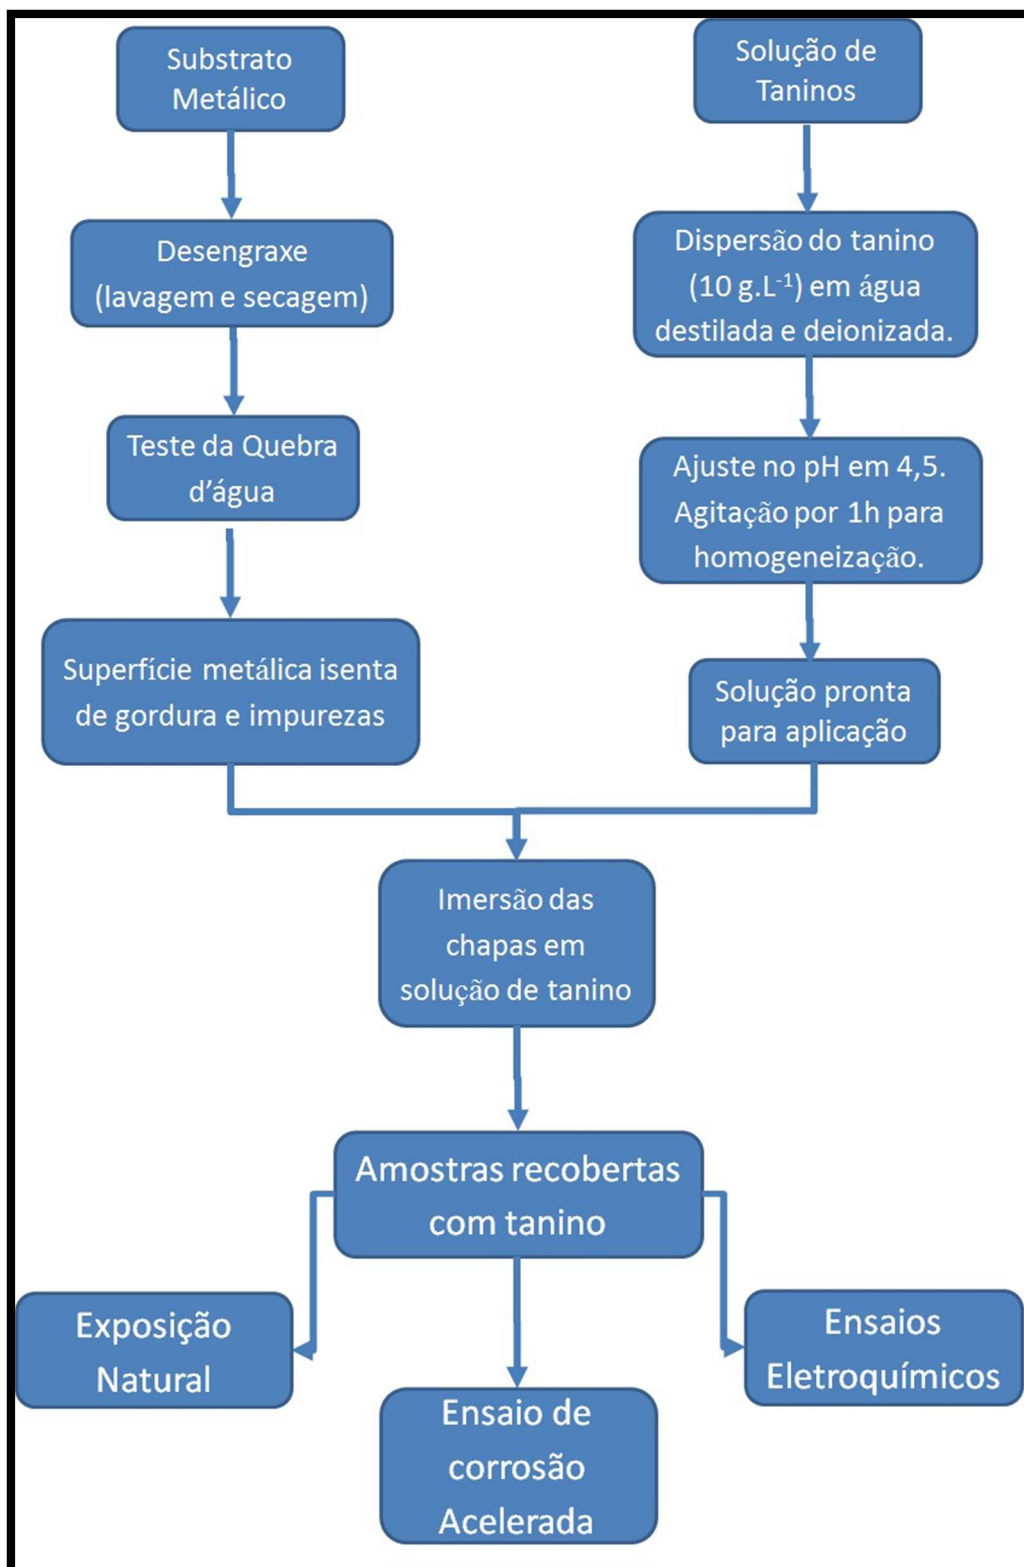 Substrato
Metálico
Desengraxe
(lavagem e secagem)
Teste da Quebra
d’água
Superfície metálica isenta
de gordura e impurezas
Solução de
Taninos
Dispersão do tanino
(10 g.L⁻¹) em água
destilada e deionizada.
Ajuste no pH em 4,5.
Agitação por 1h para
homogeneização.
Solução pronta
para aplicação
Imersão das
chapas em
solução de tanino
Amostras recobertas
com tanino
Exposição
Natural
Ensaio de
corrosão
Acelerada
Ensaios
Eletroquímicos